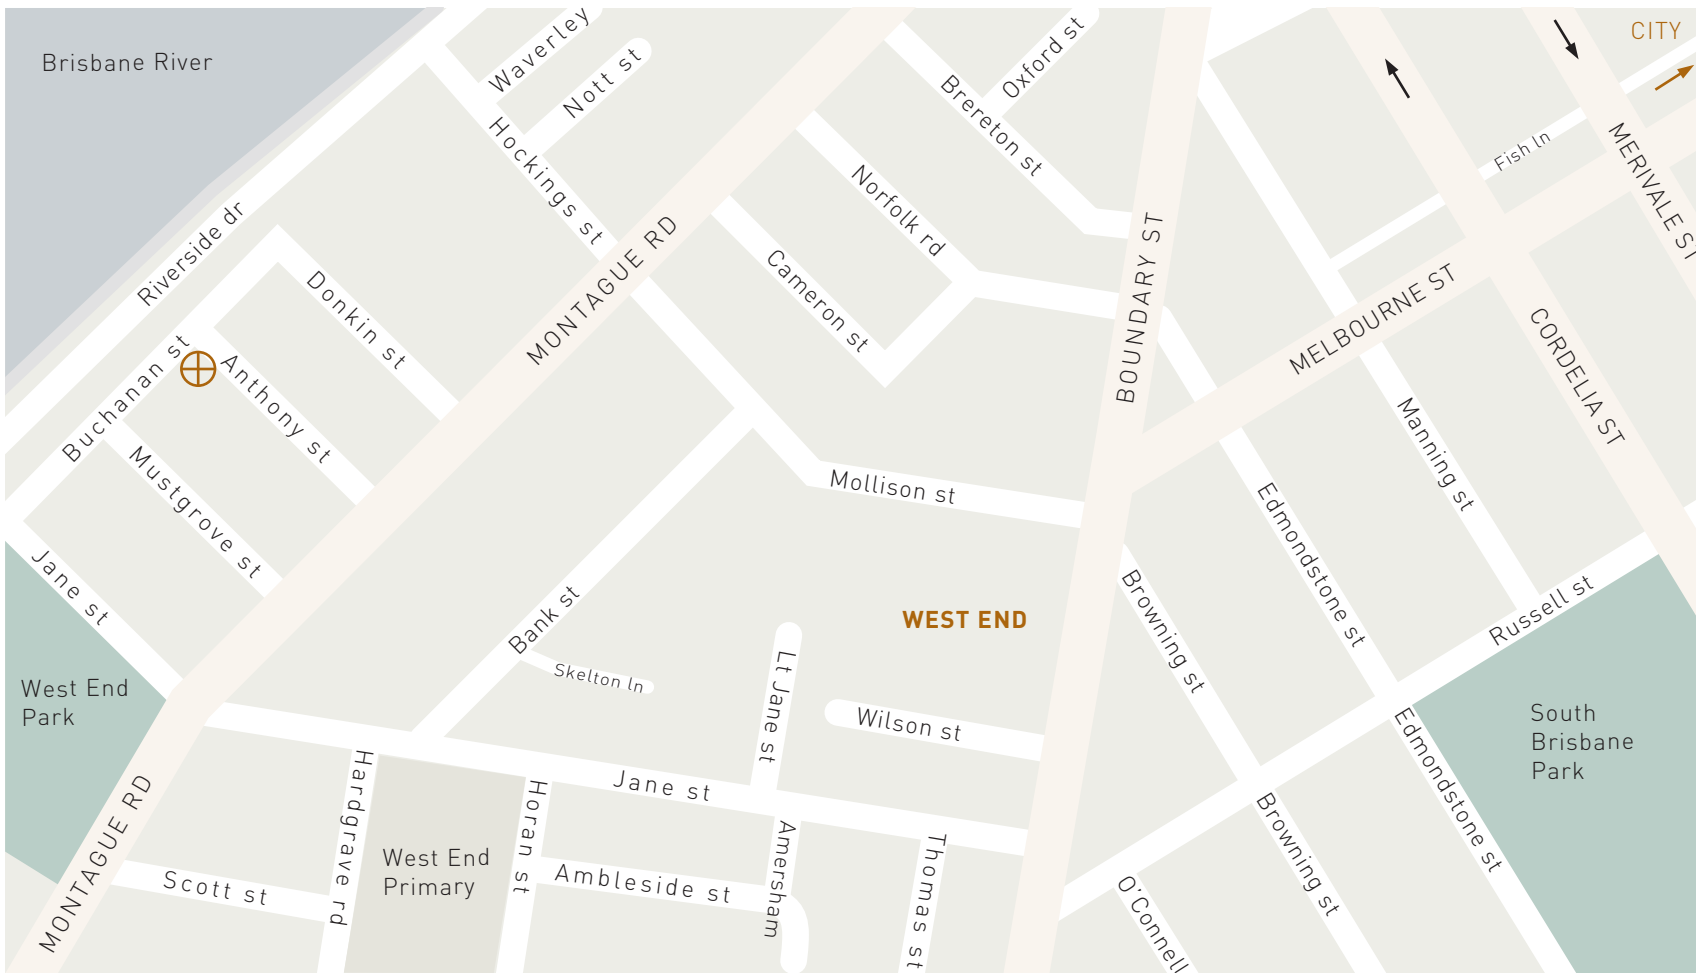 Brisbane River
Waverley
Nott st
Oxford st
CITY
Brereton st
Hockings st
Fish ln
MERIVALE ST
Riverside dr
Norfolk rd
MONTAGUE RD
BOUNDARY ST
Donkin st
Cameron st
MELBOURNE ST
CORDELIA ST
Buchanan st
Anthony st
Manning st
Mustgrove st
Mollison st
Edmondstone st
Jane st
Bank st
Browning st
WEST END
Russell st
Skelton ln
Lt Jane st
West End
Park
Wilson st
Edmondstone st
South
Brisbane
Park
MONTAGUE RD
Hardgrave rd
Horan st
Jane st
Amersham
Thomas st
Browning st
West End
Primary
Scott st
Ambleside st
O'Connell